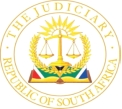 THE JUDICIARY
REPUBLIC OF SOUTH AFRICA